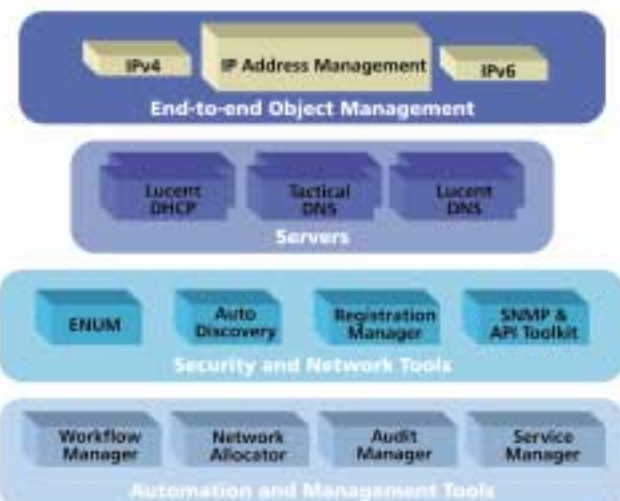 IPv4
IP Address Management
IPv6
End-to-end Object Management
Lucent
DHCP
Tactical
DNS
Lucent
DNS
Servers
ENUM
Auto
Discovery
Registration
Manager
SNMP &
API Toolkit
Security and Network Tools
Workflow
Manager
Network
Allocator
Audit
Manager
Service
Manager
Automation and Management Tools